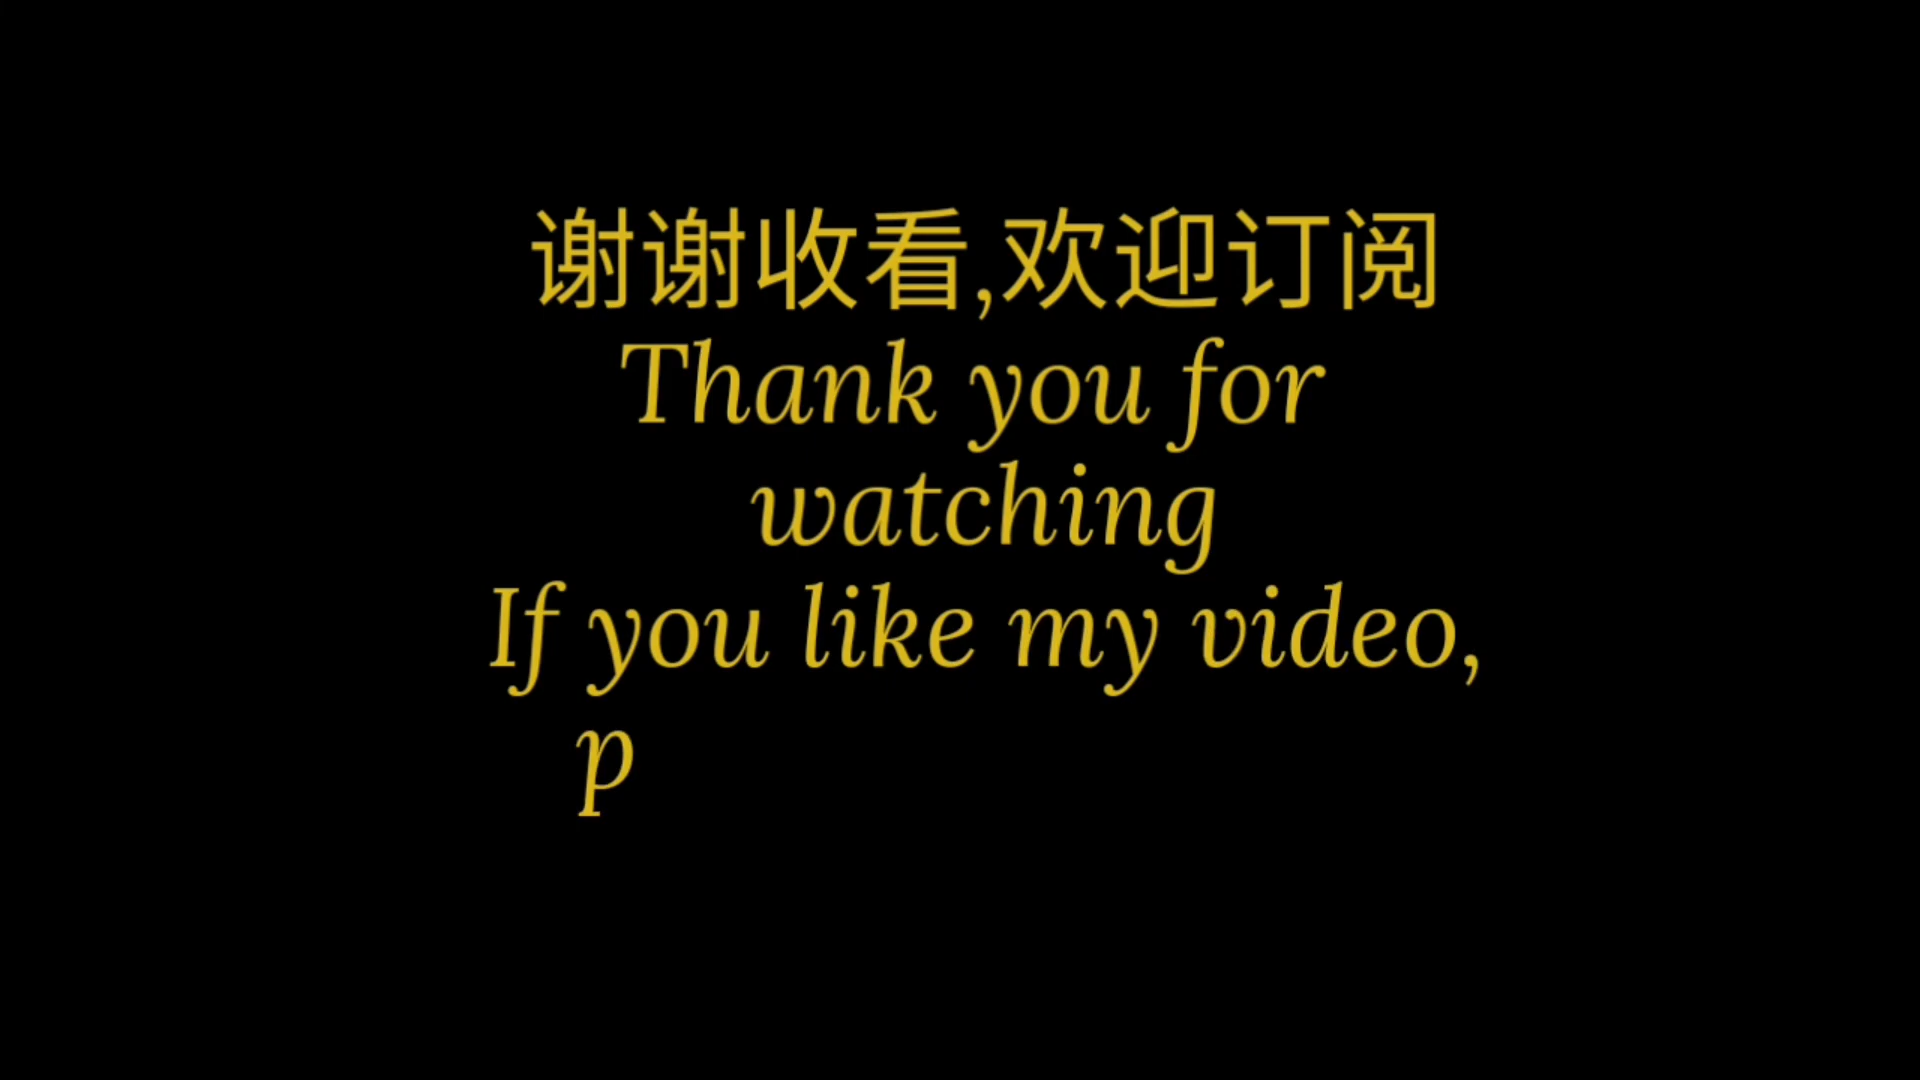 谢谢收看,欢迎订阅
Thank you for
watching
If you like my video,
p